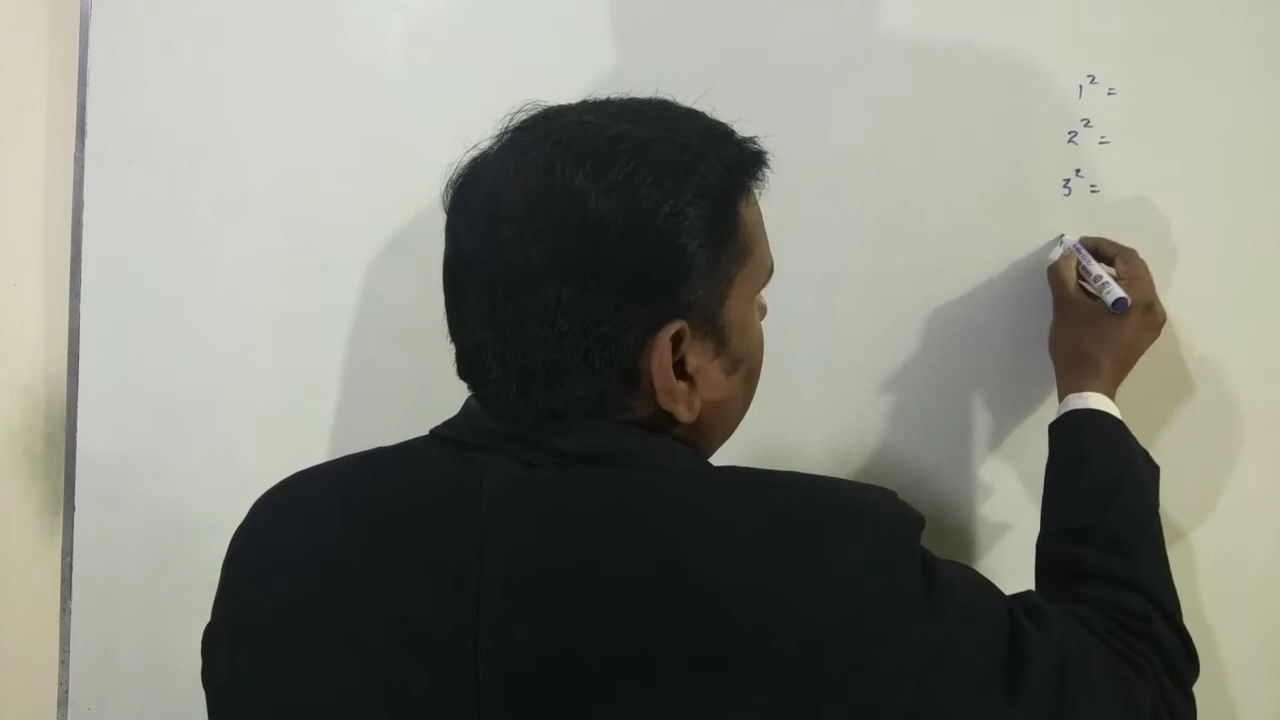 1² =
2² =
3² =